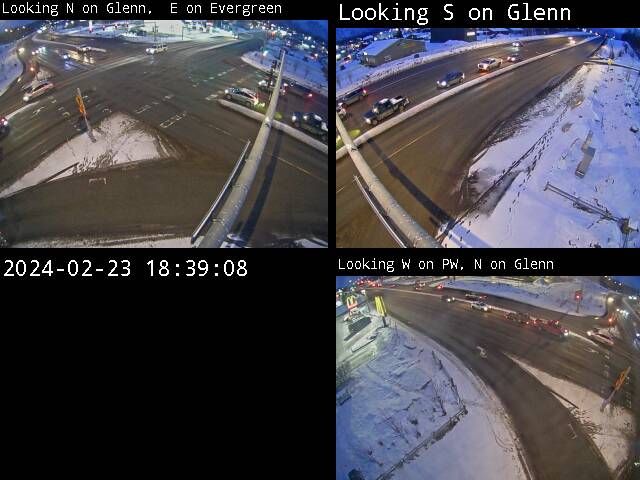 Looking N on Glenn,  E on Evergreen
Looking S on Glenn
2024-02-23 18:39:08
Looking W on PW, N on Glenn